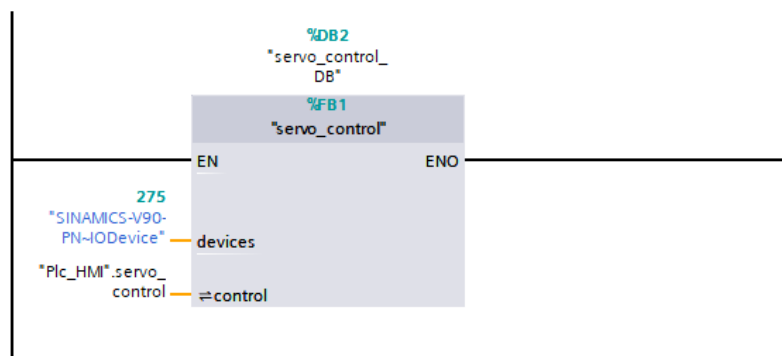 %DB2
"servo_control_
DB"
%FB1
"servo_control"
EN ENO
275
"SINAMICS-V90-
PN~IODevice"
devices
"Plc_HMI".servo_
control
⇌control